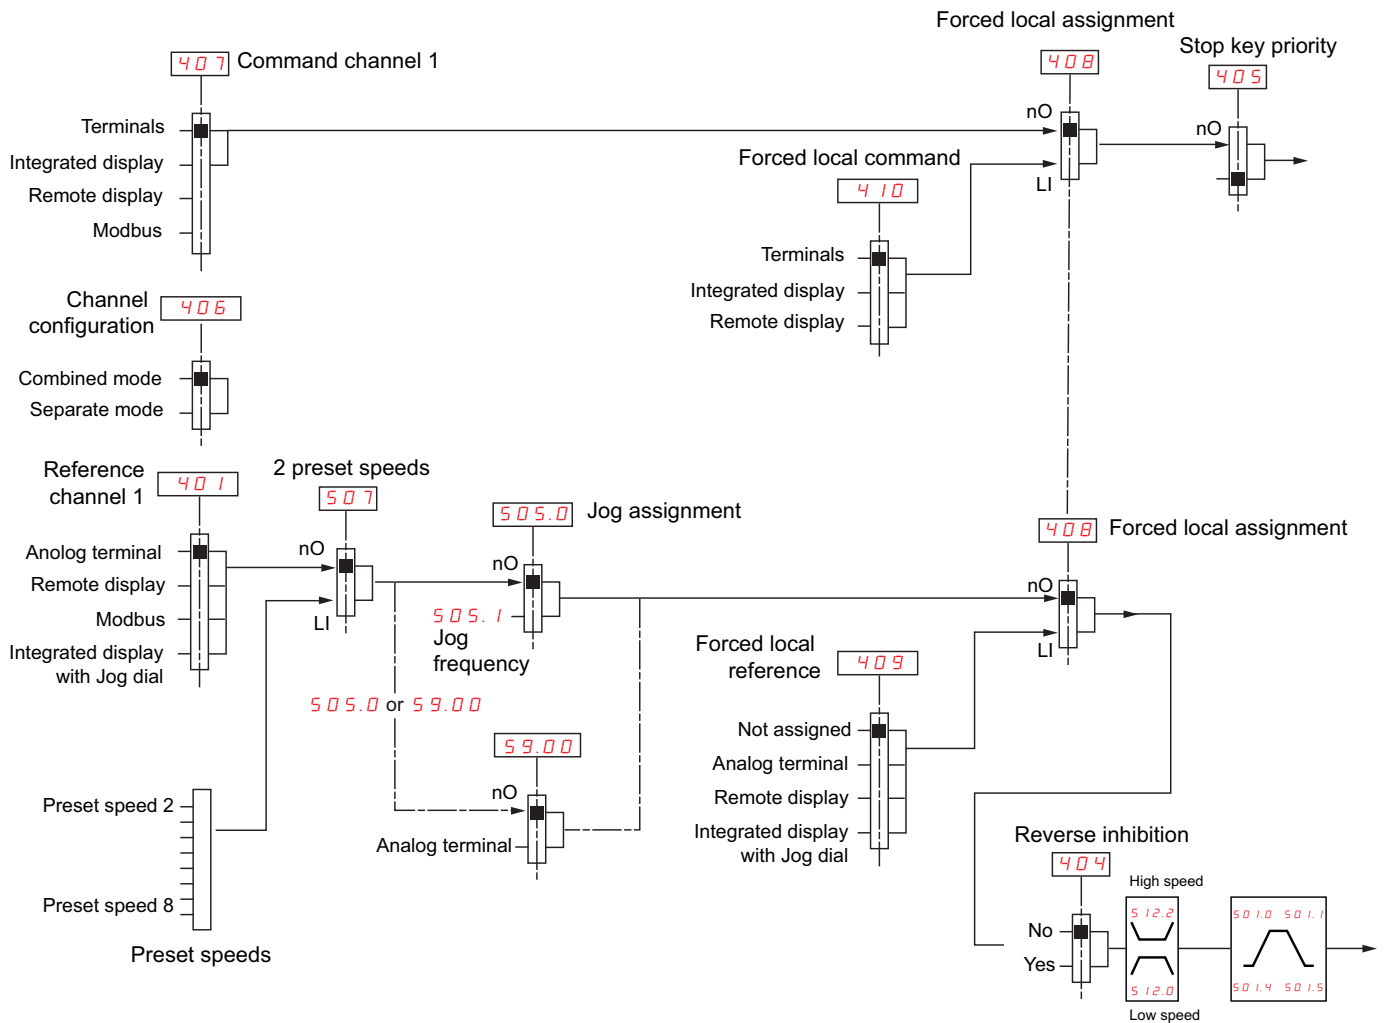 Forced local assignment
407 Command channel 1
408
Stop key priority
405
nO
Terminals
nO
Integrated display
Forced local command
LI
Remote display
410
Modbus
Terminals
Channel
configuration
406
Integrated display
Remote display
Combined mode
Separate mode
Reference
channel 1
401
2 preset speeds
507
505.0 Jog assignment
408 Forced local assignment
Anolog terminal
nO
nO
nO
Remote display
Modbus
LI
505.1
Jog
frequency
Integrated display
with Jog dial
Forced local
reference
409
LI
505.0 or 59.00
Not assigned
59.00
Analog terminal
nO
Remote display
Preset speed 2
Integrated display
with Jog dial
Analog terminal
Reverse inhibition
404
High speed
Preset speed 8
512.2
501.0 501.1
No
Preset speeds
Yes
512.0
501.4 501.5
Low speed